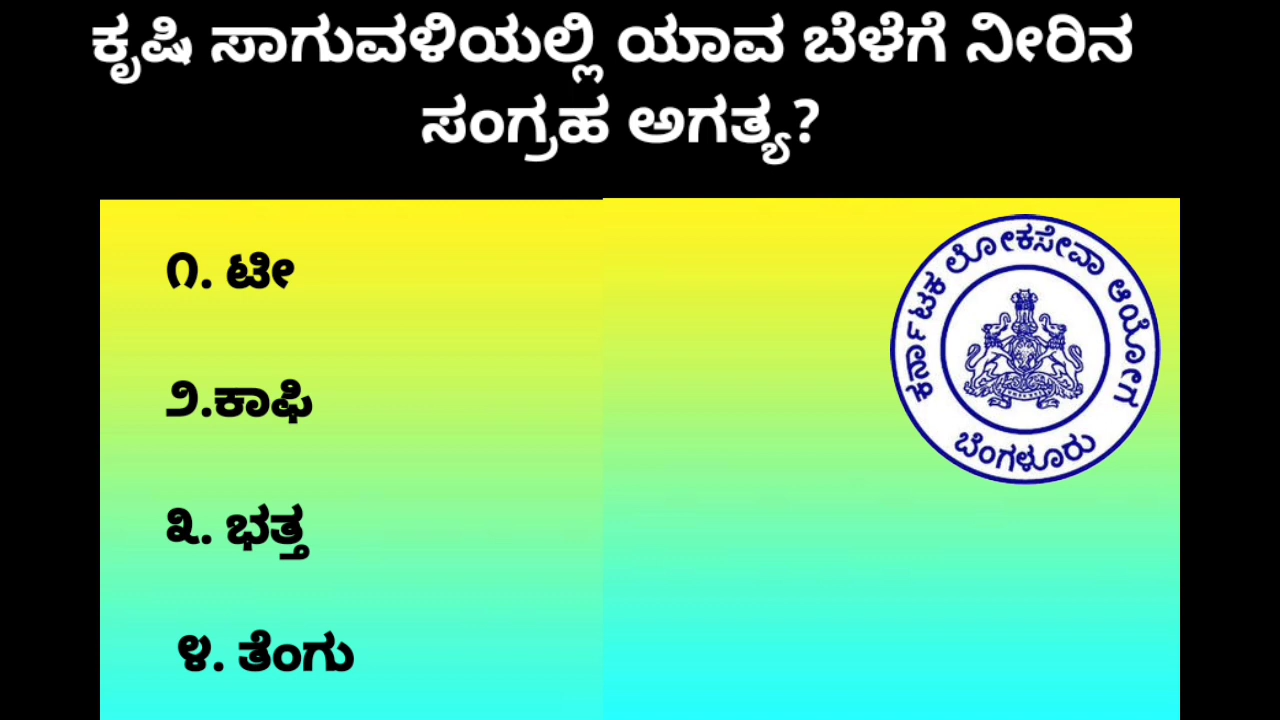 ಕೃಷಿ ಸಾಗುವಳಿಯಲ್ಲಿ ಯಾವ ಬೆಳೆಗೆ ನೀರಿನ
ಸಂಗ್ರಹ ಅಗತ್ಯ?
೧. ಟೀ
೨.ಕಾಫಿ
೩. ಭತ್ತ
೪. ತೆಂಗು
ಕರ್ನಾಟಕ ಲೋಕಸೇವಾ ಆಯೋಗ
ಬೆಂಗಳೂರು